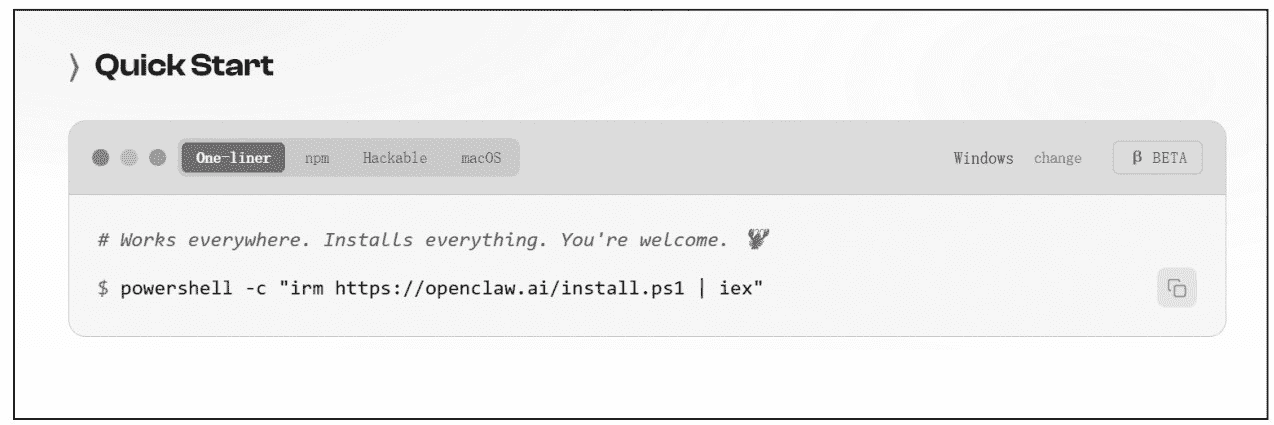 ⟩ Quick Start
One-liner npm Hackable macOS Windows change β BETA
# Works everywhere. Installs everything. You're welcome. 🦞
$ powershell -c "irm https://openclaw.ai/install.ps1 | iex"